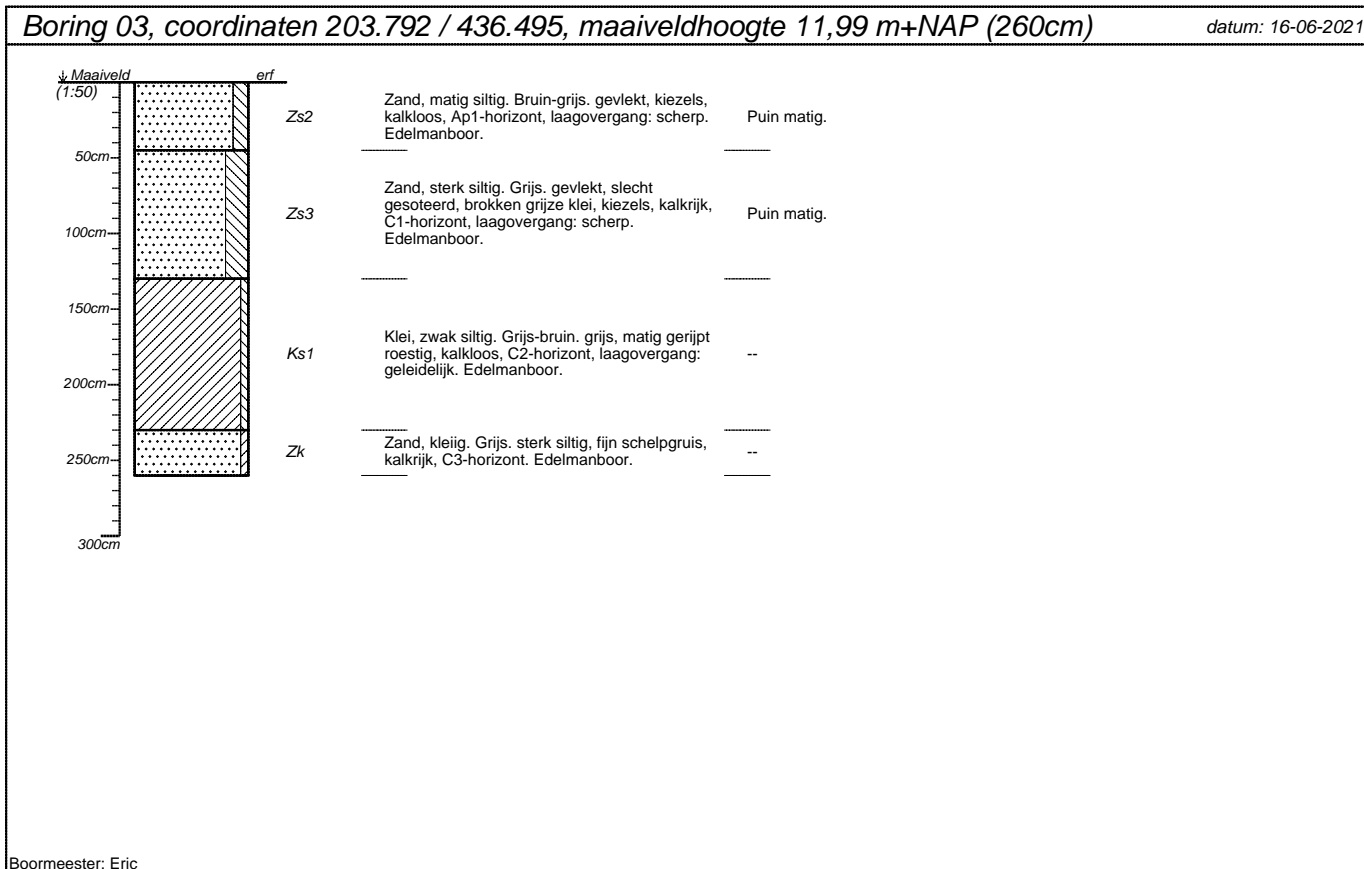 Boring 03, coordinaten 203.792 / 436.495, maaiveldhoogte 11,99 m+NAP (260cm)
datum: 16-06-2021
Maaiveld
erf
(1:50)
Zs2
Zand, matig siltig. Bruin-grijs. gevlekt, kiezels,
kalkloos, Ap1-horizont, laagovergang: scherp.
Edelmanboor.
Puin matig.
50cm
Zs3
Zand, sterk siltig. Grijs. gevlekt, slecht
gesoteerd, brokken grijze klei, kiezels, kalkrijk,
C1-horizont, laagovergang: scherp.
Edelmanboor.
Puin matig.
100cm
150cm
Ks1
Klei, zwak siltig. Grijs-bruin. grijs, matig gerijpt
roestig, kalkloos, C2-horizont, laagovergang:
geleidelijk. Edelmanboor.
--
200cm
Zk
Zand, kleiig. Grijs. sterk siltig, fijn schelpgruis,
kalkrijk, C3-horizont. Edelmanboor.
--
250cm
300cm
Boormeester: Eric